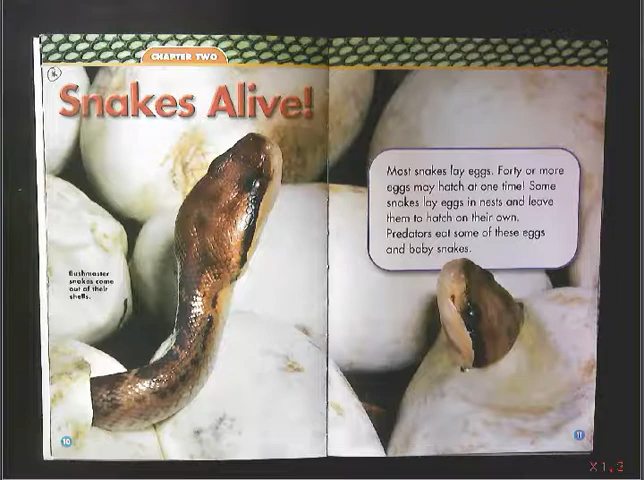 CHAPTER TWO
Snakes Alive!
Bushmaster
snakes come
out of their
shells.
10
Most snakes lay eggs. Forty or more
eggs may hatch at one time! Some
snakes lay eggs in nests and leave
them to hatch on their own.
Predators eat some of these eggs
and baby snakes.
11